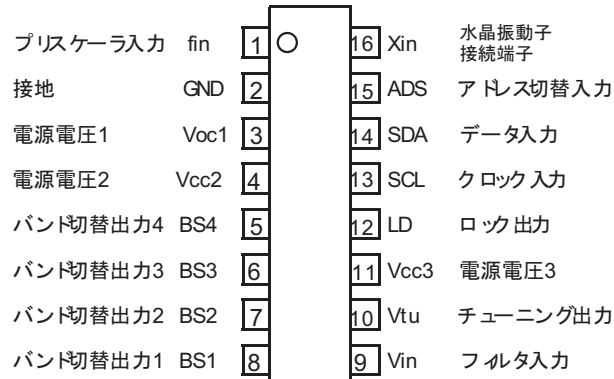 プリスケーラ入力 fin 1 16 Xin 水晶振動子
接続端子
接地 GND 2 15 ADS アドレス切替入力
電源電圧1 Voc1 3 14 SDA データ入力
電源電圧2 Vcc2 4 13 SCL クロック入力
バンド切替出力4 BS4 5 12 LD ロック出力
バンド切替出力3 BS3 6 11 Vcc3 電源電圧3
バンド切替出力2 BS2 7 10 Vtu チューニング出力
バンド切替出力1 BS1 8 9 Vin フィルタ入力